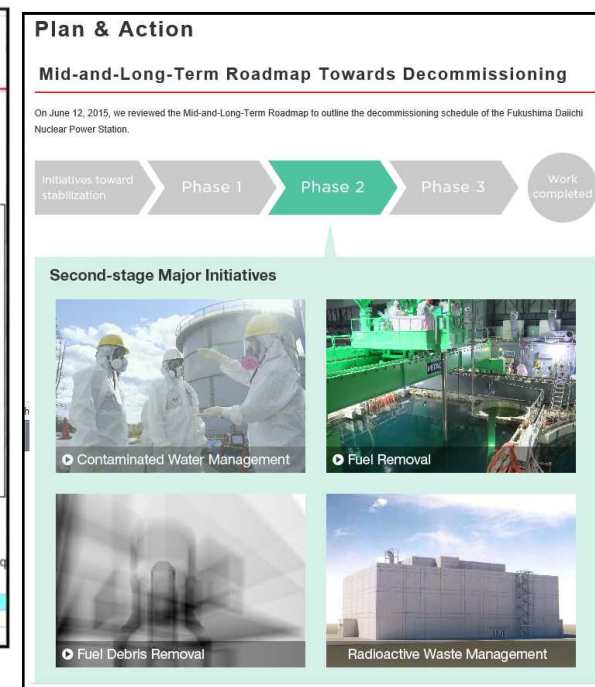 Plan & Action
Mid-and-Long-Term Roadmap Towards Decommissioning
On June 12, 2015, we reviewed the Mid-and-Long-Term Roadmap to outline the decommissioning schedule of the Fukushima Daiichi
Nuclear Power Station.
Initiatives toward
stabilization
Phase 1
Phase 2
Phase 3
Work
completed
Second-stage Major Initiatives
Contaminated Water Management
Fuel Removal
Fuel Debris Removal
Radioactive Waste Management